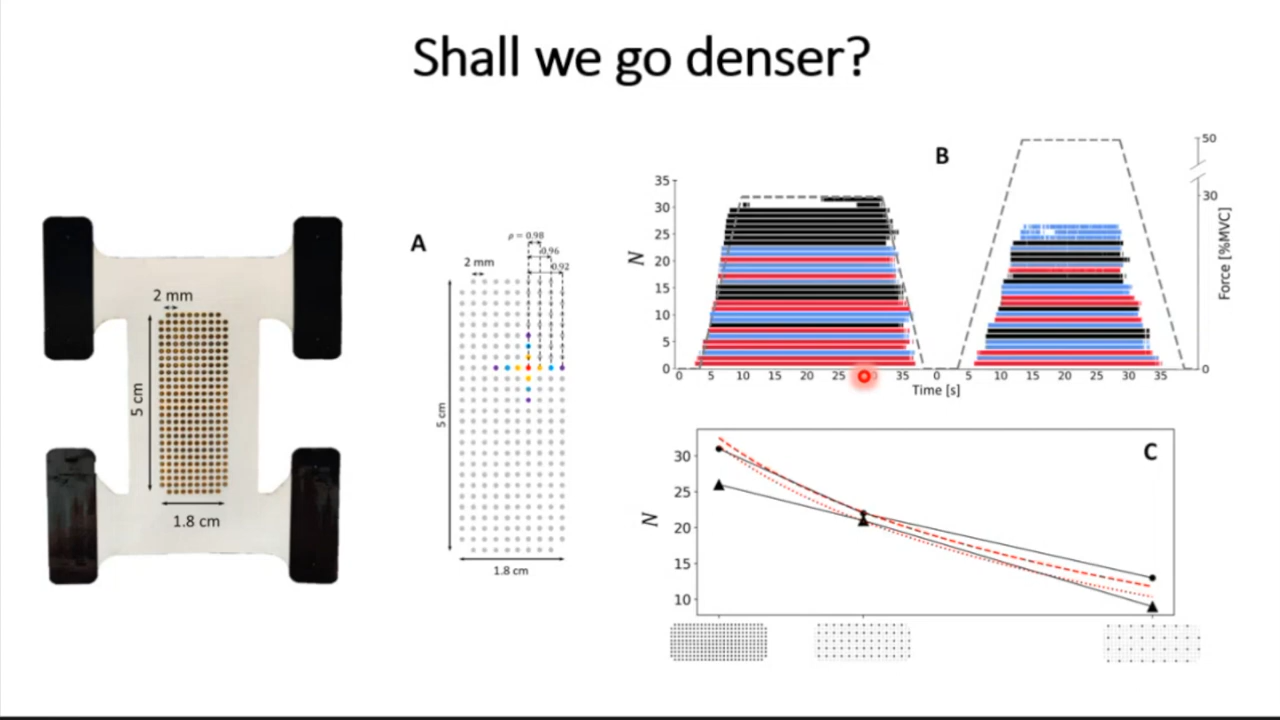 Shall we go denser?
2 mm
5 cm
1.8 cm
A
ρ = 0.98
0.96
0.92
2 mm
5 cm
1.8 cm
B
N
35
30
25
20
15
10
5
0
0 5 10 15 20 25 35 0 5 10 15 20 25 30 35
Time [s]
50
30
0
Force [%MVC]
C
N
30
25
20
15
10